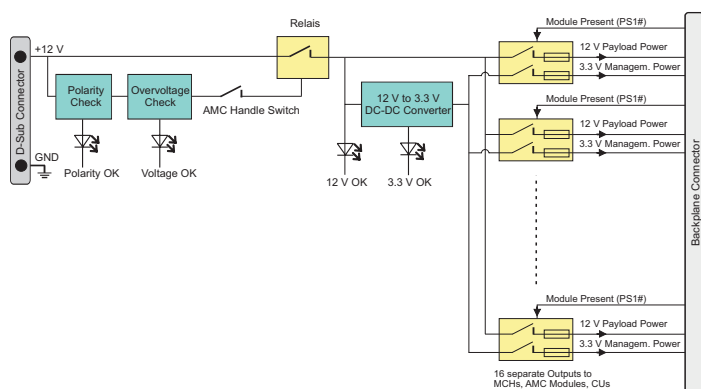 Relais
Module Present (PS1#)
+12 V
12 V Payload Power
3.3 V Managem. Power
D-Sub Connector
Polarity
Check
Overvoltage
Check
AMC Handle Switch
12 V to 3.3 V
DC-DC Converter
Module Present (PS1#)
12 V Payload Power
3.3 V Managem. Power
GND
Polarity OK
Voltage OK
12 V OK
3.3 V OK
Backplane Connector
Module Present (PS1#)
12 V Payload Power
3.3 V Managem. Power
16 separate Outputs to
MCHs, AMC Modules, CUs